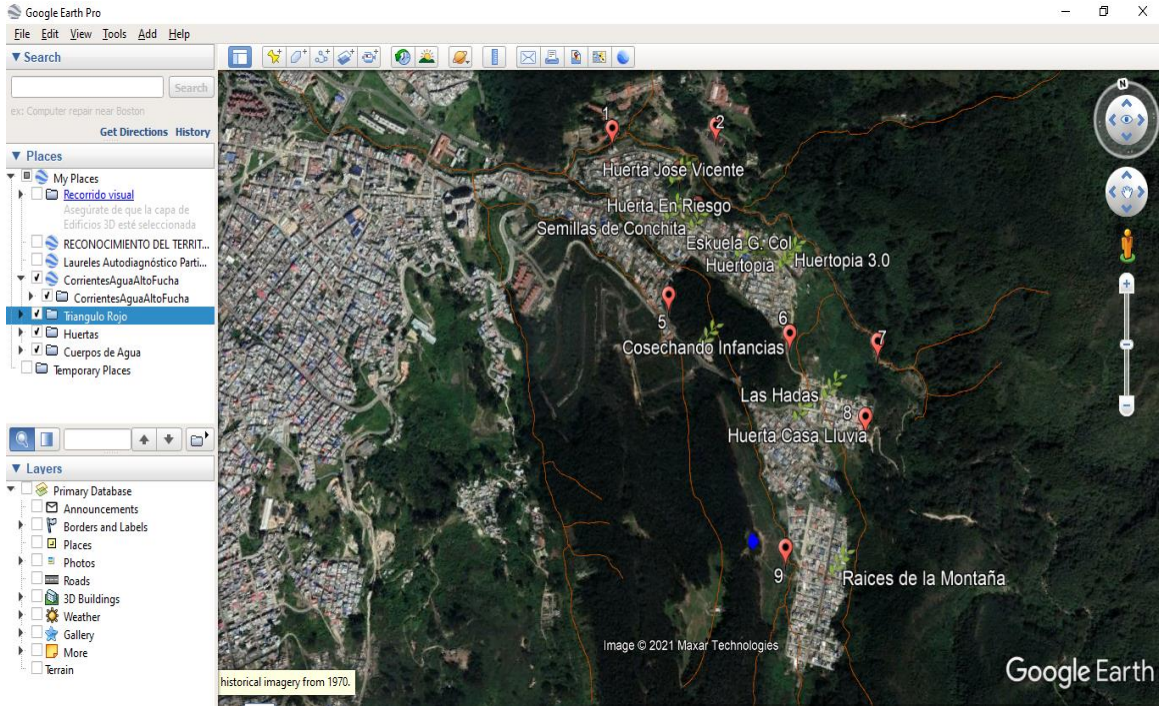 Google Earth Pro
File Edit View Tools Add Help
Search
Search
ex: Computer repair near Boston
Get Directions History
Places
My Places
Recorrido visual
Asegúrate de que la capa de
Edificios 3D esté seleccionada
RECONOCIMIENTO DEL TERRIT...
Laureles Autodiagnóstico Parti...
CorrientesAguaAltoFucha
CorrientesAguaAltoFucha
Triangulo Rojo
Huertas
Cuerpos de Agua
Temporary Places
Layers
Primary Database
Announcements
Borders and Labels
Places
Photos
Roads
3D Buildings
Weather
Gallery
More
Terrain
N
1
2
Huerta Jose Vicente
Huerta En Riesgo
Semillas de Conchita
Eskuela G. Col
Huertopia
Huertopia 3.0
5
6
7
Cosechando Infancias
Las Hadas
8
Huerta Casa Lluvia
9
Raices de la Montaña
Image © 2021 Maxar Technologies
Google Earth
historical imagery from 1970.